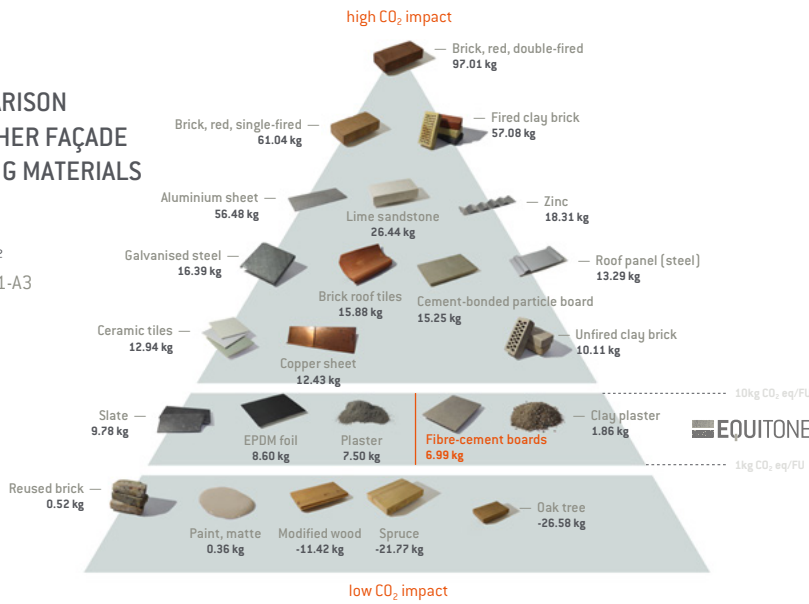 high CO₂ impact
Brick, red, double-fired
97.01 kg
ARISON
HER FAÇADE
G MATERIALS
Brick, red, single-fired
61.04 kg
Fired clay brick
57.08 kg
Aluminium sheet
56.48 kg
Lime sandstone
26.44 kg
Zinc
18.31 kg
2
1-A3
Galvanised steel
16.39 kg
Brick roof tiles
15.88 kg
Cement-bonded particle board
15.25 kg
Roof panel (steel)
13.29 kg
Ceramic tiles
12.94 kg
Copper sheet
12.43 kg
Unfired clay brick
10.11 kg
10kg CO₂ eq/FU
Slate
9.78 kg
EPDM foil
8.60 kg
Plaster
7.50 kg
Fibre-cement boards
6.99 kg
Clay plaster
1.86 kg
EQUITONE
1kg CO₂ eq/FU
Reused brick
0.52 kg
Paint, matte
0.36 kg
Modified wood
-11.42 kg
Spruce
-21.77 kg
Oak tree
-26.58 kg
low CO₂ impact